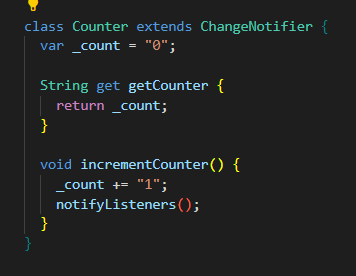 class Counter extends ChangeNotifier {
  var _count = "0";

  String get getCounter {
    return _count;
  }

  void incrementCounter() {
    _count += "1";
    notifyListeners();
  }
}